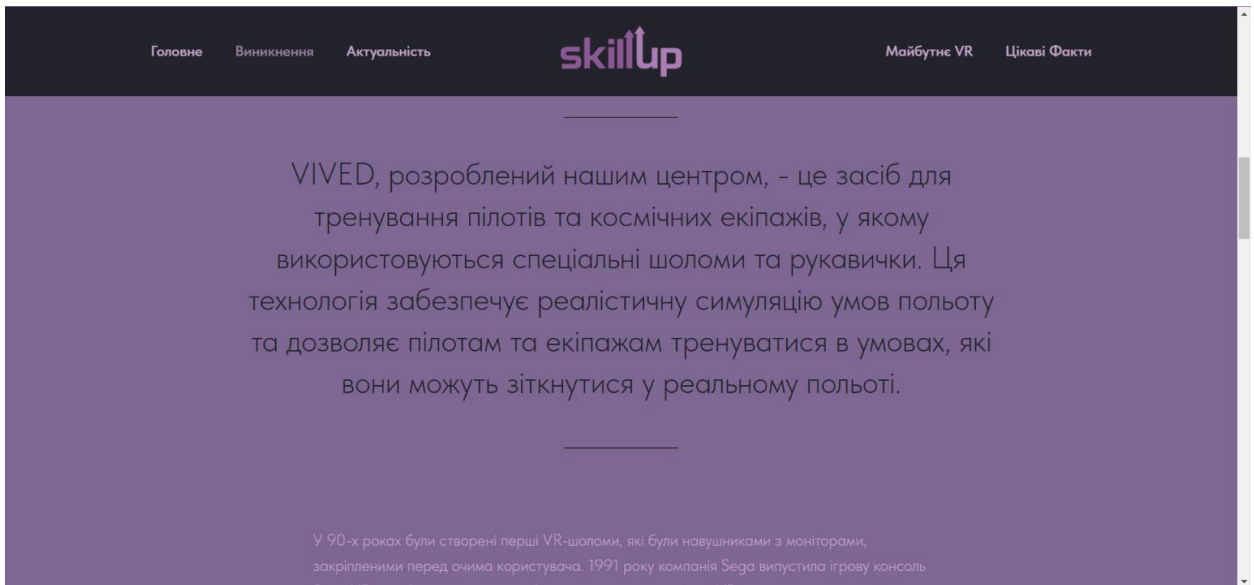 Головне Виникнення Актуальність skillup Майбутнє VR Цікаві Факти
VIVED, розроблений нашим центром, - це засіб для
тренування пілотів та космічних екіпажів, у якому
використовуються спеціальні шоломи та рукавички. Ця
технологія забезпечує реалістичну симуляцію умов польоту
та дозволяє пілотам та екіпажам тренуватися в умовах, які
вони можуть зіткнутися у реальному польоті.
У 90-х роках були створені перші VR-шоломи, які були навушниками з моніторами,
закріпленими перед очима користувача. 1991 року компанія Sega випустила ігрову консоль